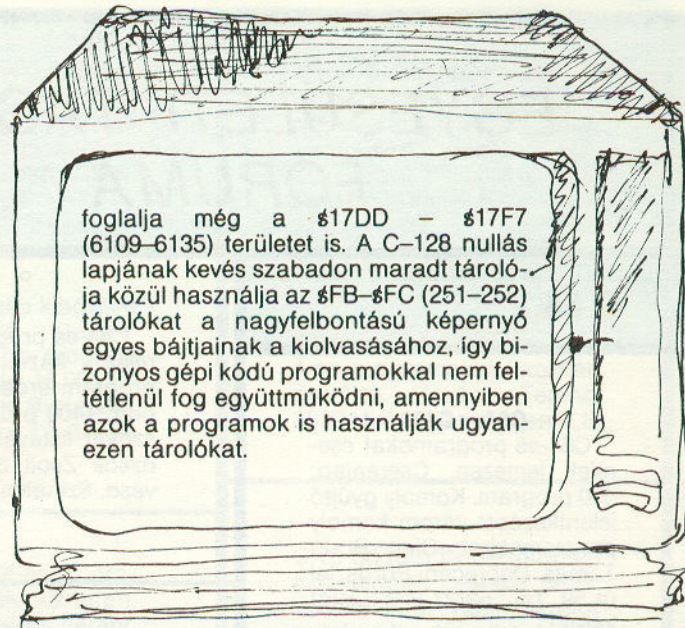 foglalja még a $17DD – $17F7
(6109–6135) területet is. A C–128 nullás
lapjának kevés szabadon maradt tároló-
ja közül használja az $FB–$FC (251–252)
tárolókat a nagyfelbontású képernyő
egyes bájtjainak a kiolvasásához, így bi-
zonyos gépi kódú programokkal nem fel-
tétlenül fog együttműködni, amennyiben
azok a programok is használják ugyan-
ezen tárolókat.